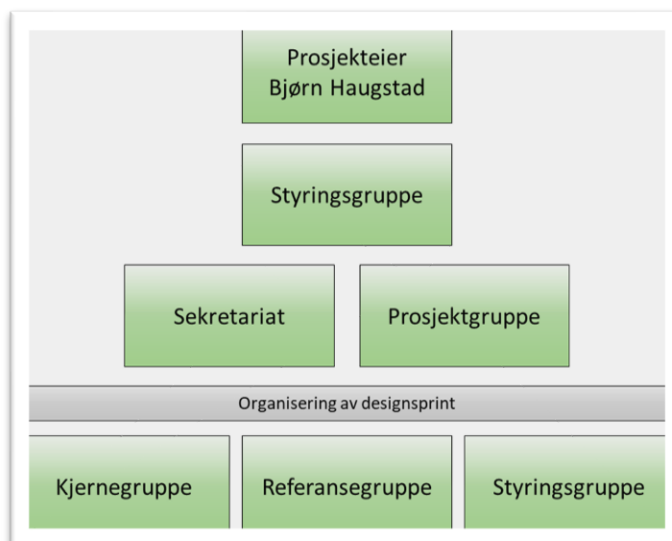 Prosjekteier
Bjørn Haugstad
Styringsgruppe
Sekretariat
Prosjektgruppe
Organisering av designsprint
Kjernegruppe
Referansegruppe
Styringsgruppe